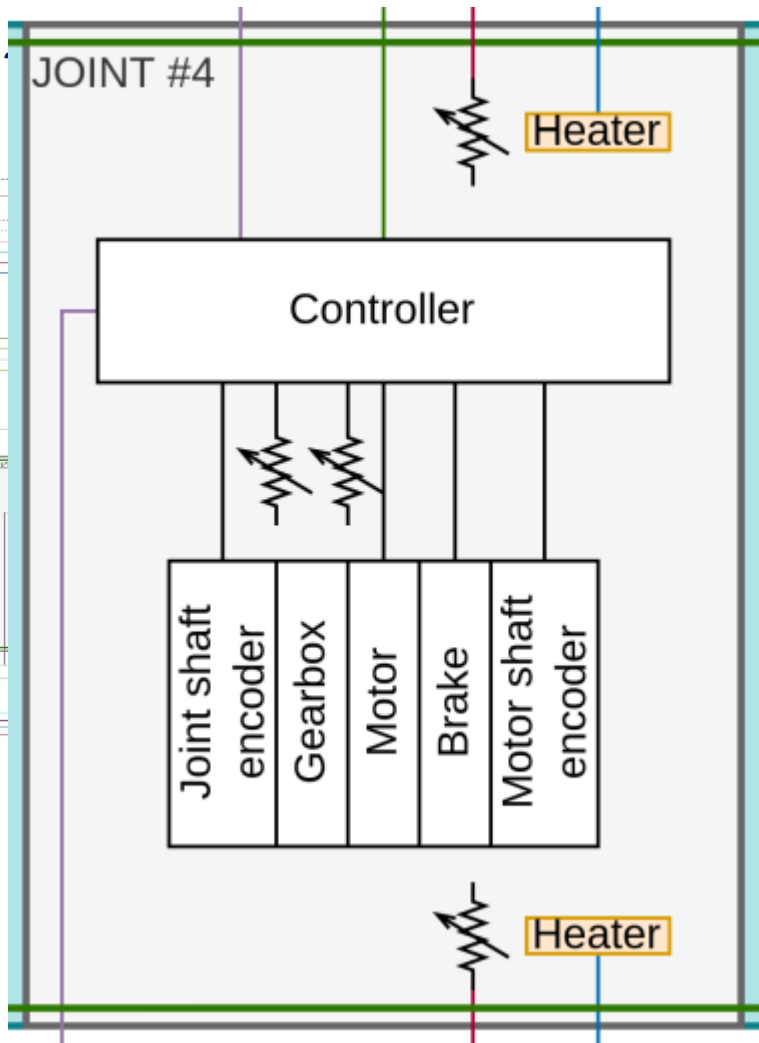 JOINT #4
Heater
Controller
Joint shaft
encoder
Gearbox
Motor
Brake
Motor shaft
encoder
Heater